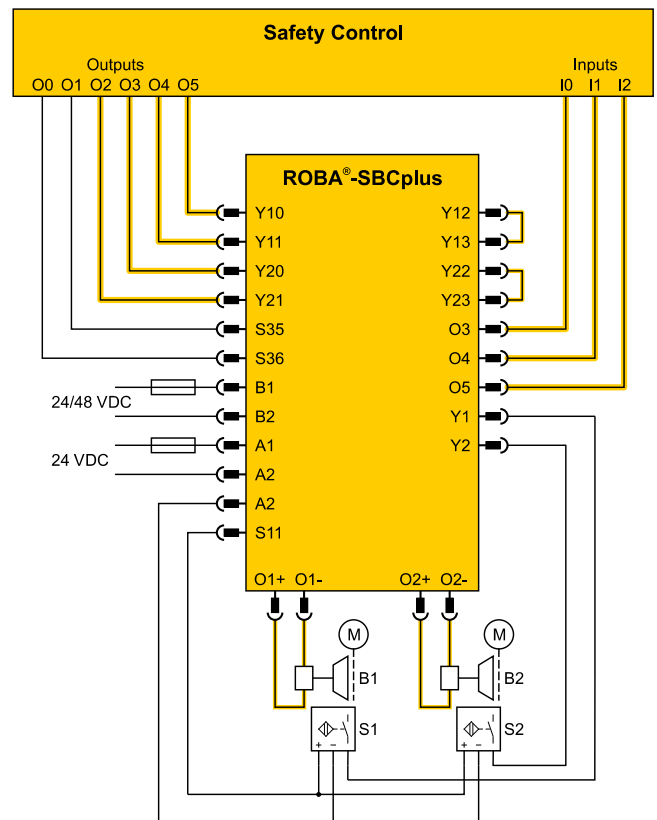 Safety Control
Outputs Inputs
O0 O1 O2 O3 O4 O5 I0 I1 I2
ROBA®-SBCplus
Y10 Y12
Y11 Y13
Y20 Y22
Y21 Y23
S35 O3
S36 O4
B1 O5
24/48 VDC
B2 Y1
A1 Y2
24 VDC
A2
A2
S11
O1+ O1- O2+ O2-
M M
B1 B2
S1 S2
+ - + -